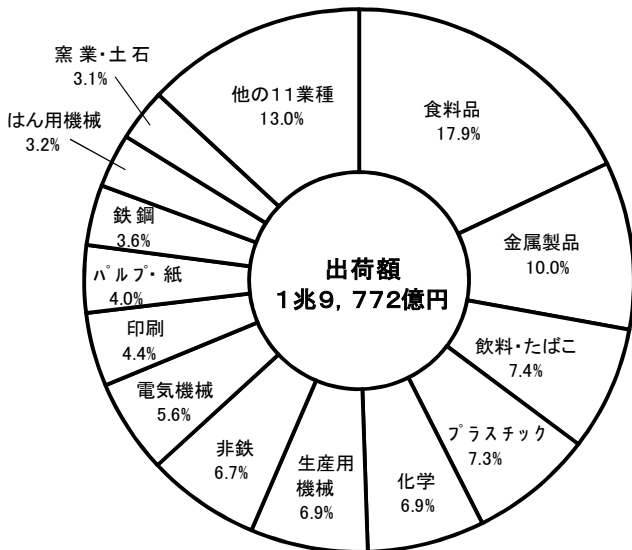 食料品
17.9%
金属製品
10.0%
飲料・たばこ
7.4%
プラスチック
7.3%
化学
6.9%
生産用
機械
6.9%
非鉄
6.7%
電気機械
5.6%
印刷
4.4%
パルプ・紙
4.0%
鉄鋼
3.6%
はん用機械
3.2%
窯業・土石
3.1%
他の11業種
13.0%
出荷額
1兆9,772億円